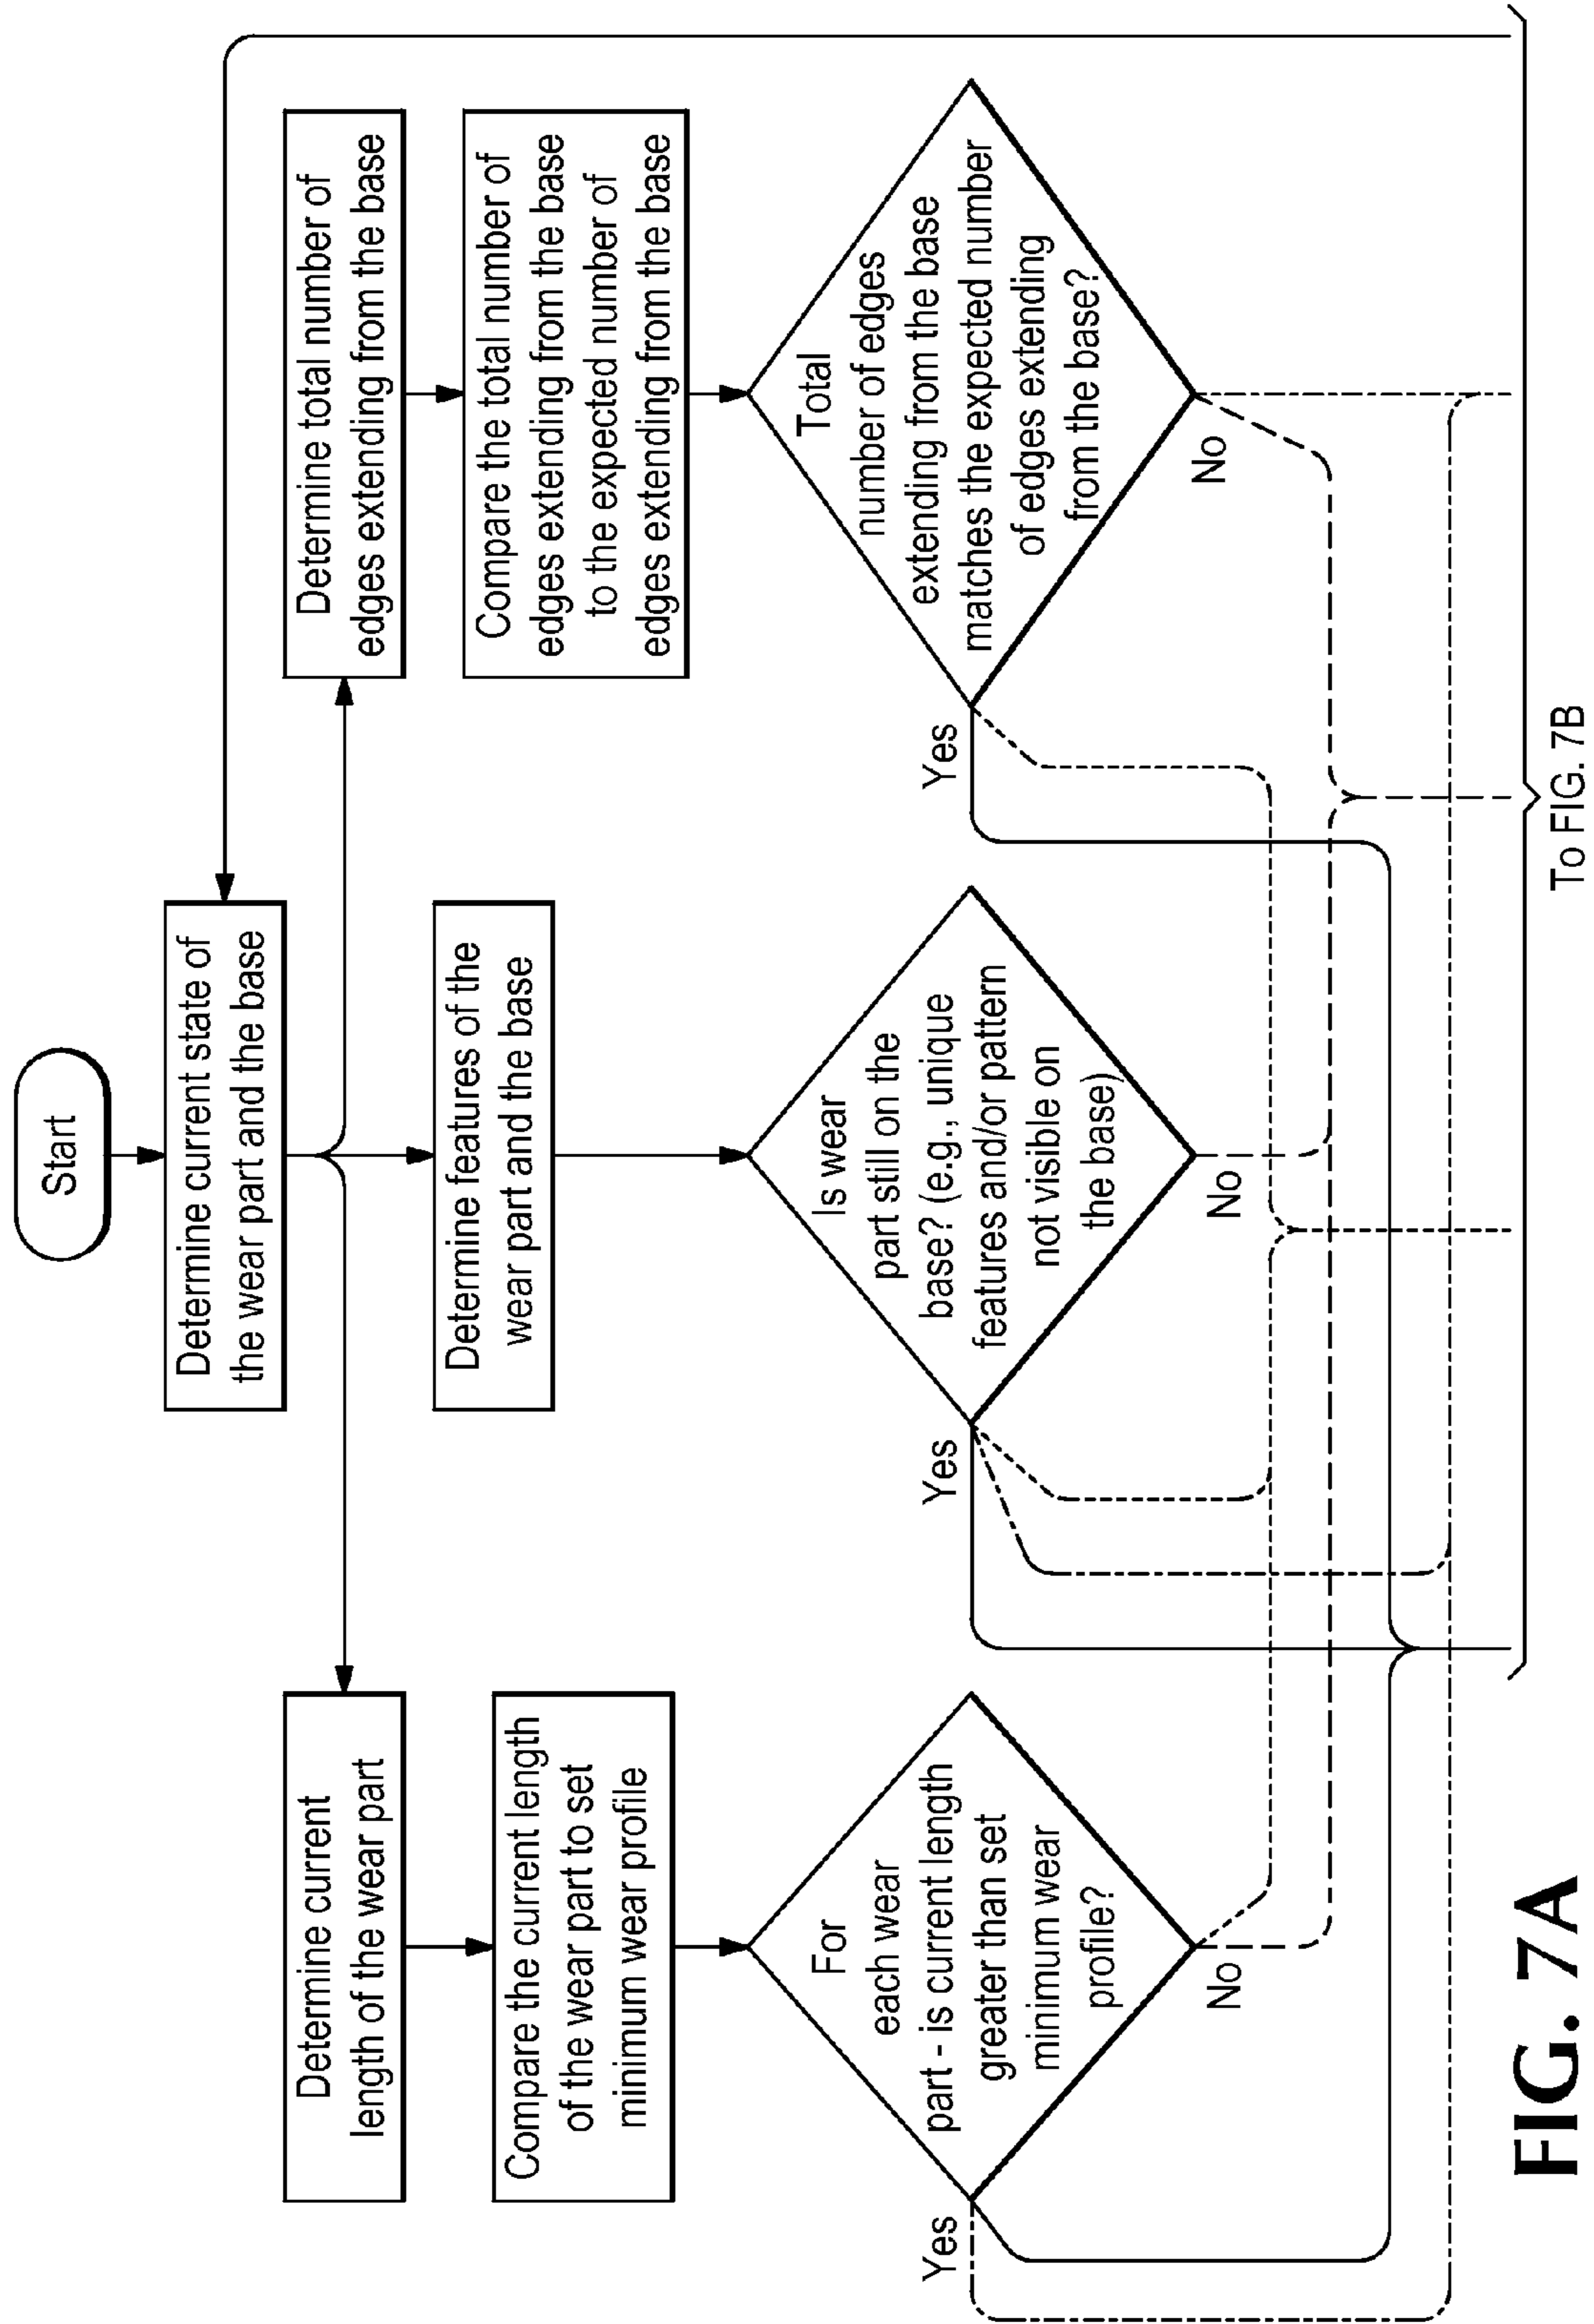 Start
Determine current state of
the wear part and the base
Determine current
length of the wear part
Compare the current length
of the wear part to set
minimum wear profile
For
each wear
part - is current length
greater than set
minimum wear
profile?
Yes
No
Determine features of the
wear part and the base
Is wear
part still on the
base? (e.g., unique
features and/or pattern
not visible on
the base)
Yes
No
Determine total number of
edges extending from the base
Compare the total number of
edges extending from the base
to the expected number of
edges extending from the base
Total
number of edges
extending from the base
matches the expected number
of edges extending
from the base?
Yes
No
To FIG. 7B
FIG. 7A